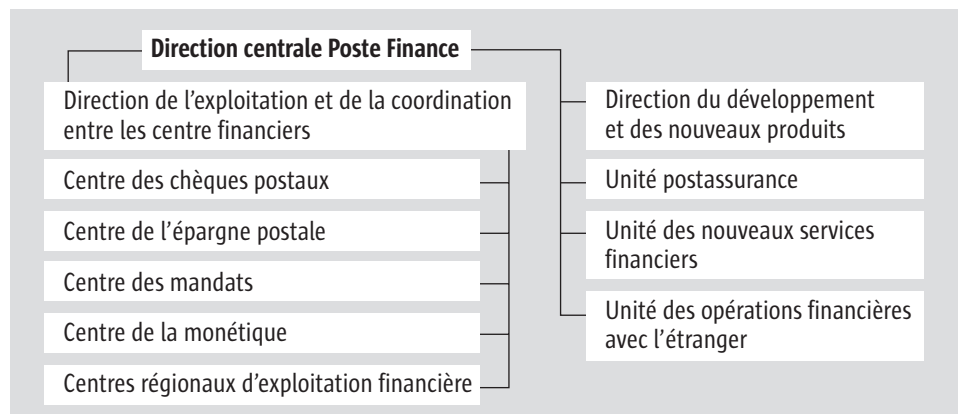 Direction centrale Poste Finance
Direction de l'exploitation et de la coordination
entre les centre financiers
Centre des chèques postaux
Centre de l'épargne postale
Centre des mandats
Centre de la monétique
Centres régionaux d'exploitation financière
Direction du développement
et des nouveaux produits
Unité postassurance
Unité des nouveaux services
financiers
Unité des opérations financières
avec l'étranger